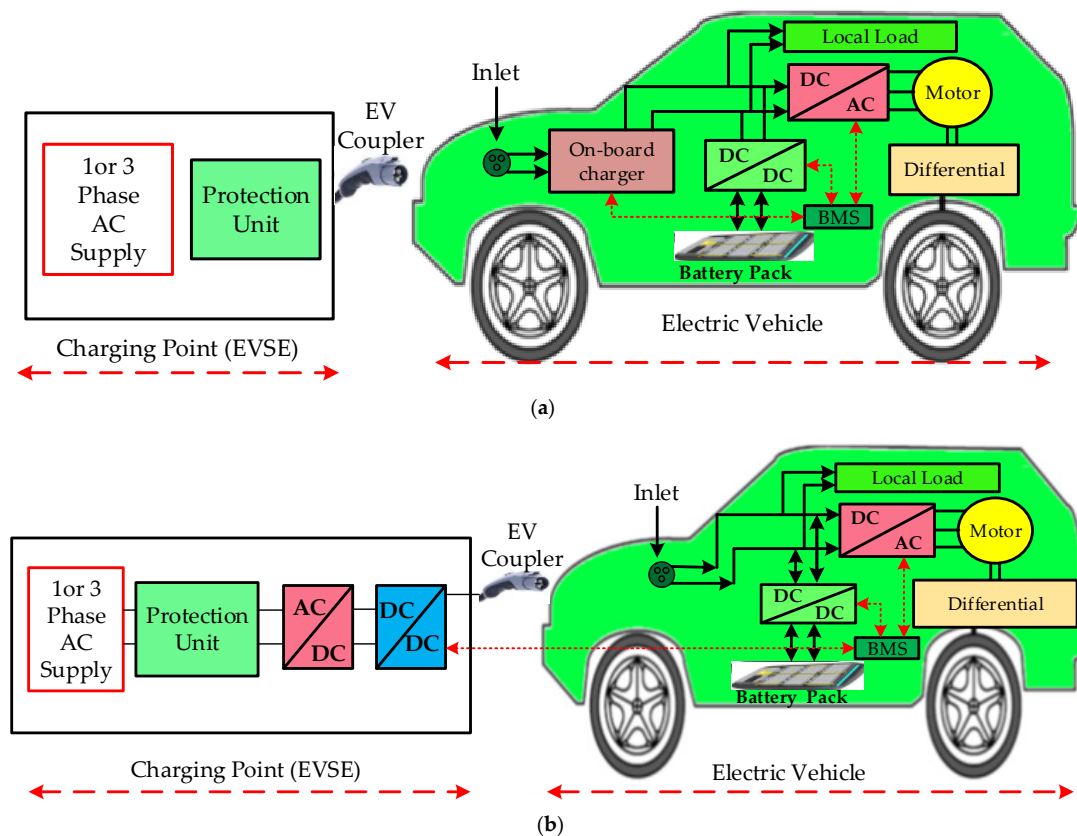 Local Load
Inlet
DC
AC
Motor
EV
Coupler
1or 3
Phase
AC
Supply
Protection
Unit
On-board
charger
DC
DC
Differential
BMS
Battery Pack
Electric Vehicle
Charging Point (EVSE)
(a)
Local Load
Inlet
DC
AC
Motor
EV
Coupler
1or 3
Phase
AC
Supply
Protection
Unit
AC
DC
DC
DC
DC
DC
Differential
BMS
Battery Pack
Charging Point (EVSE)
Electric Vehicle
(b)